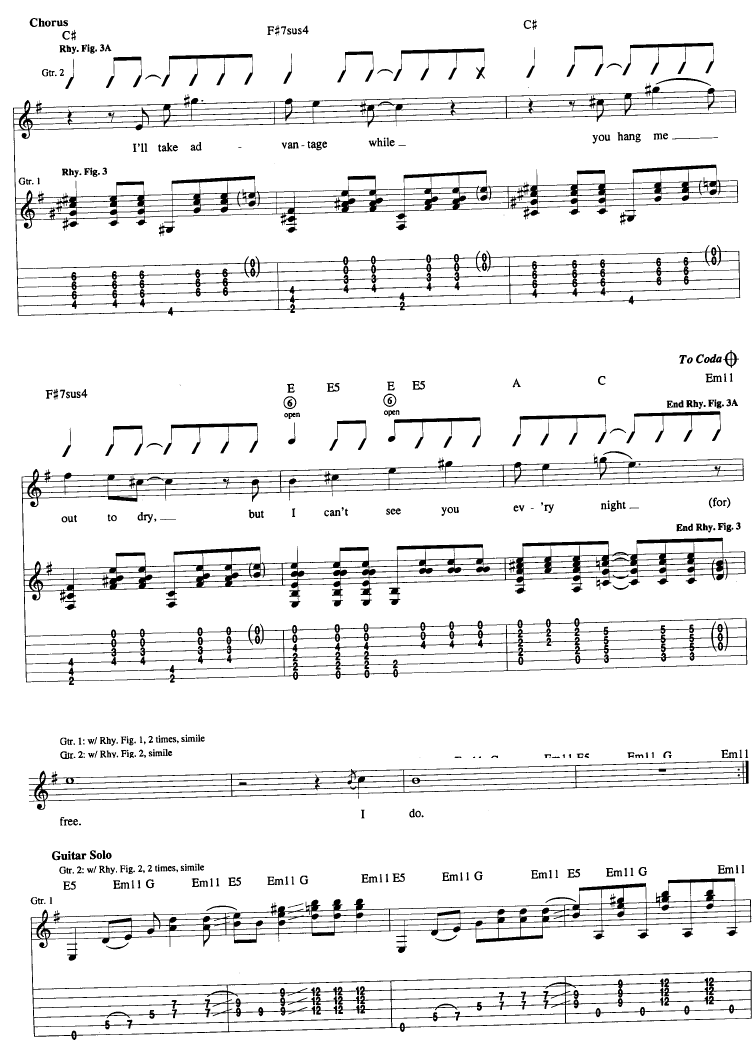 Chorus
C♯ F♯7sus4 C♯
Rhy. Fig. 3A
Gtr. 2
I'll take ad - van - tage while you hang me
Rhy. Fig. 3
Gtr. 1
To Coda
F♯7sus4 E E5 E E5 A C Em11
6 6
open open
End Rhy. Fig. 3A
out to dry, but I can't see you ev - 'ry night (for)
End Rhy. Fig. 3
Gtr. 1: w/ Rhy. Fig. 1, 2 times, simile
Gtr. 2: w/ Rhy. Fig. 2, simile
Em11 G Em11 E5 Em11 G Em11
free. I do.
Guitar Solo
Gtr. 2: w/ Rhy. Fig. 2, 2 times, simile
E5 Em11 G Em11 E5 Em11 G Em11 E5 Em11 G Em11 E5 Em11 G Em11
Gtr. 1